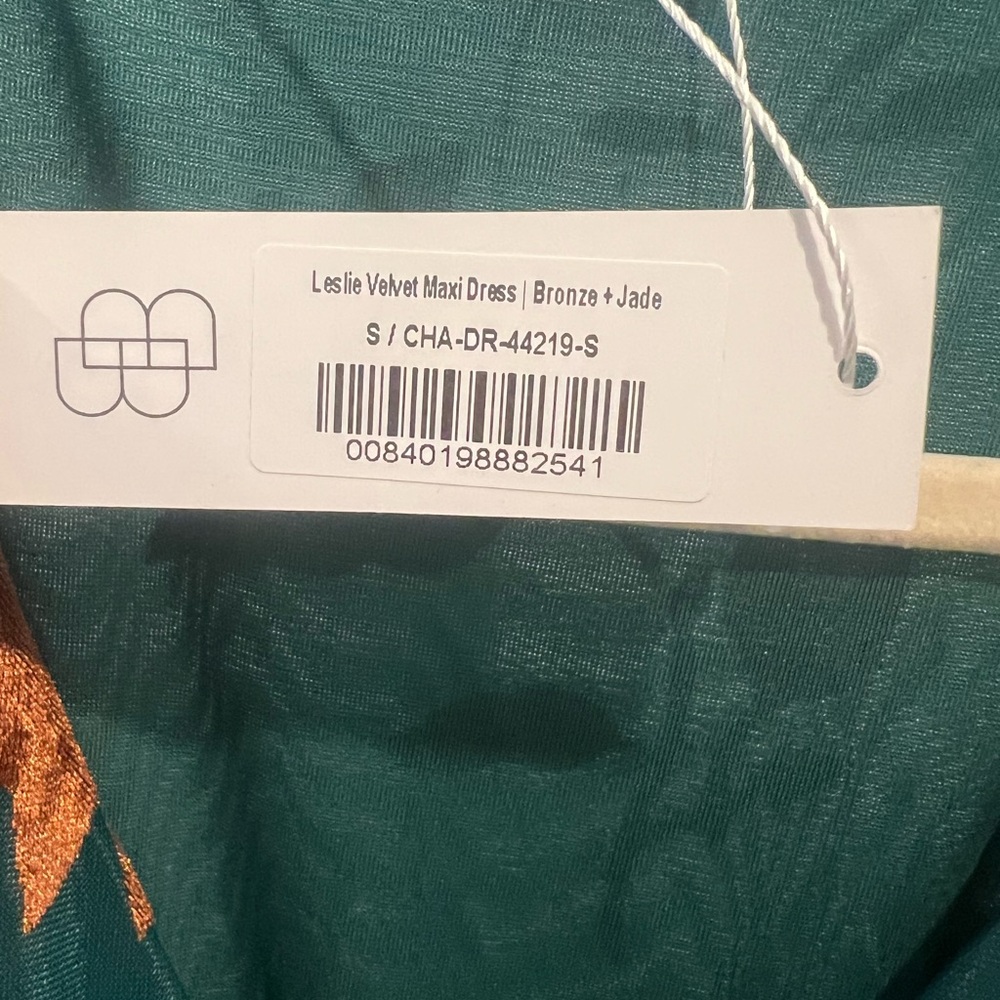 Leslie Velvet Maxi Dress | Bronze + Jade
S / CHA-DR-44219-S
00840198882541